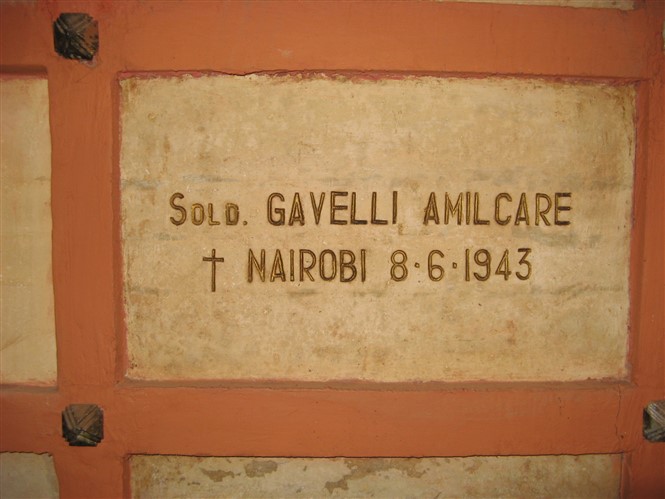 Sold. GAVELLI AMILCARE
† NAIROBI 8·6·1943